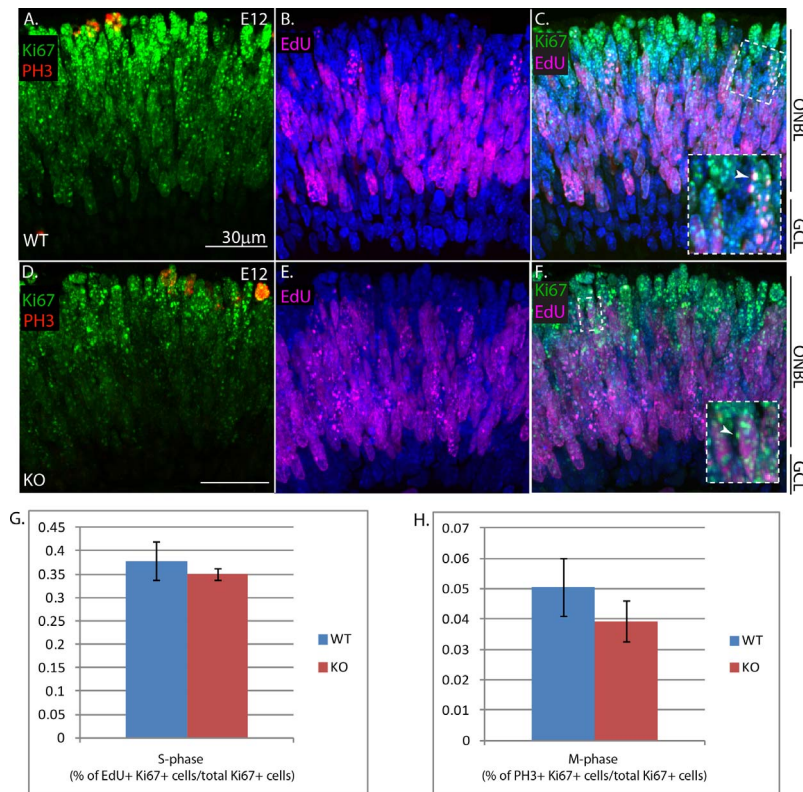 A.
E12
Ki67
PH3
WT
30μm
B.
EdU
C.
Ki67
EdU
ONBL
GCL
D.
E12
Ki67
PH3
KO
E.
EdU
F.
Ki67
EdU
ONBL
GCL
G.
0.45
0.4
0.35
0.3
0.25
0.2
0.15
0.1
0.05
0
WT
KO
S-phase
(% of EdU+ Ki67+ cells/total Ki67+ cells)
H.
0.07
0.06
0.05
0.04
0.03
0.02
0.01
0
WT
KO
M-phase
(% of PH3+ Ki67+ cells/total Ki67+ cells)